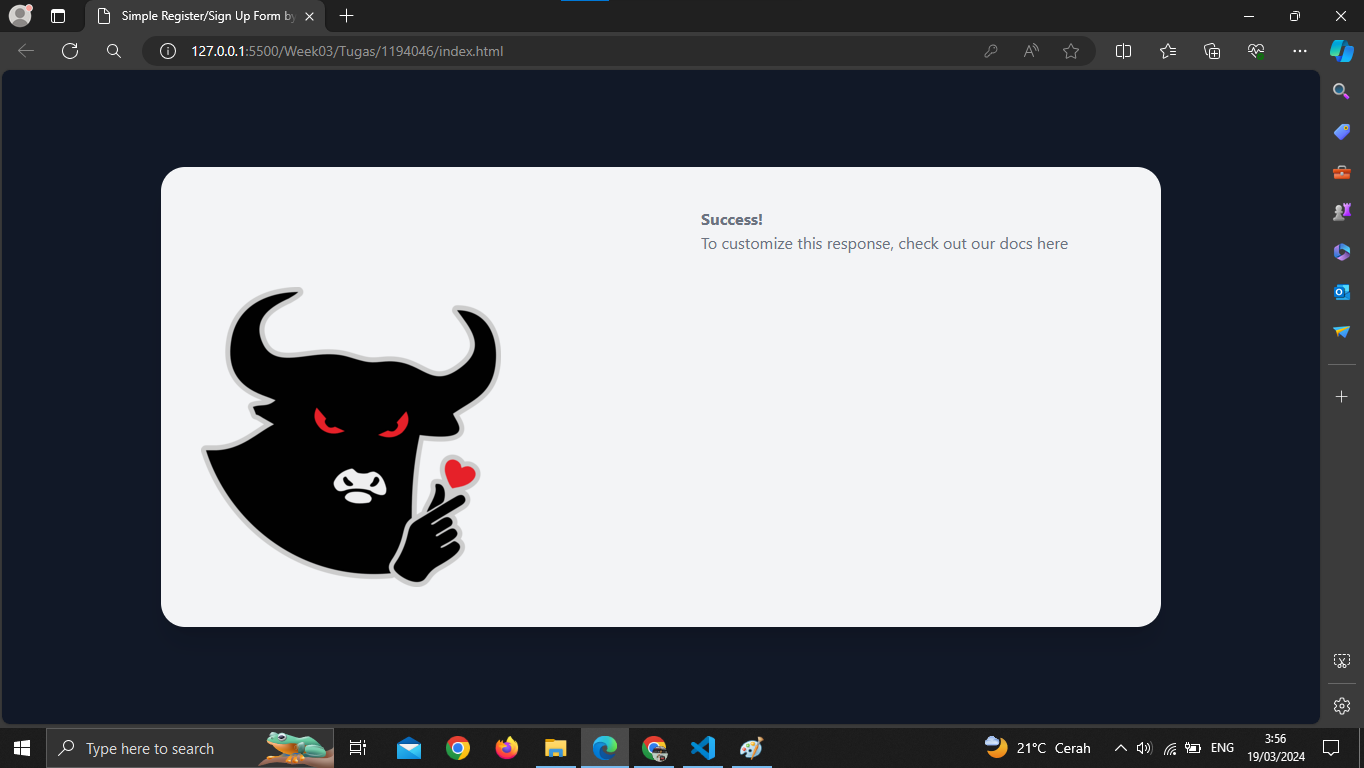 Simple Register/Sign Up Form by
127.0.0.1:5500/Week03/Tugas/1194046/index.html
Success!
To customize this response, check out our docs here
Type here to search
21°C Cerah
ENG
3:56
19/03/2024